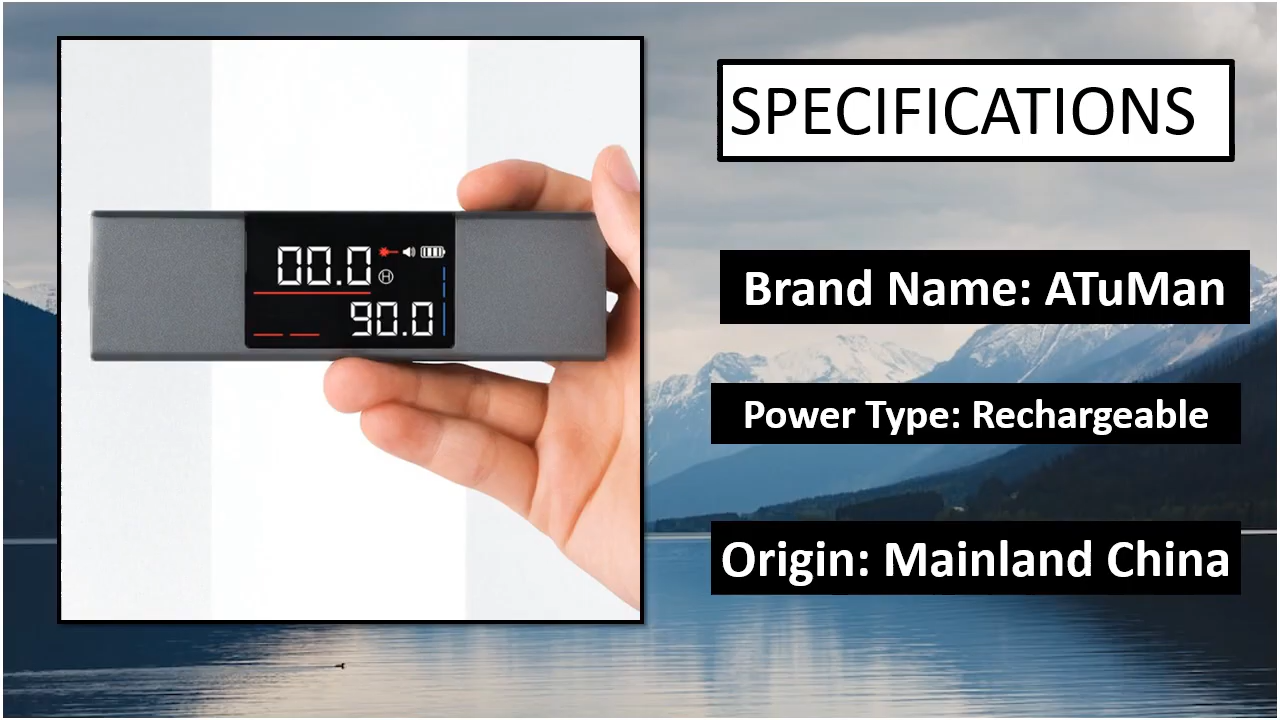 SPECIFICATIONS
00.0
H
90.0
Brand Name: ATuMan
Power Type: Rechargeable
Origin: Mainland China